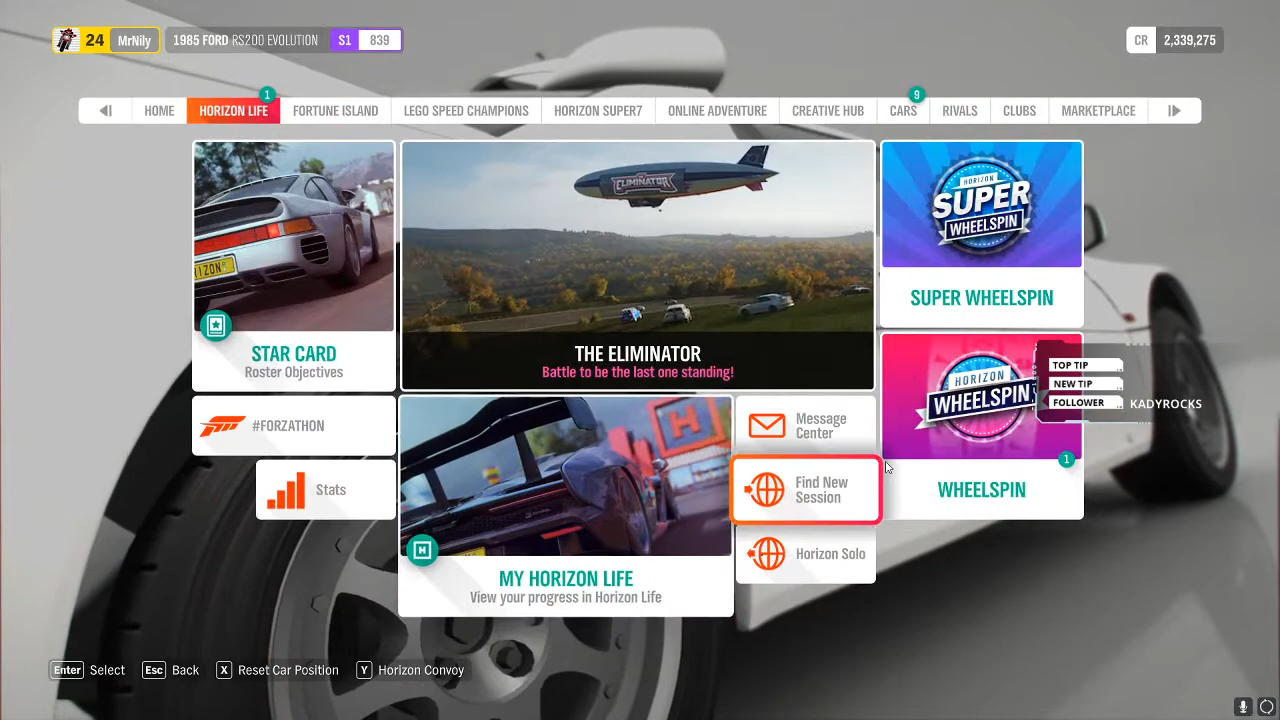 24 MrNily
1985 FORD RS200 EVOLUTION S1 839
CR 2,339,275
1
9
HOME HORIZON LIFE FORTUNE ISLAND LEGO SPEED CHAMPIONS HORIZON SUPER7 ONLINE ADVENTURE CREATIVE HUB CARS RIVALS CLUBS MARKETPLACE
ELIMINATOR
HORIZON
SUPER
WHEELSPIN
SUPER WHEELSPIN
STAR CARD
Roster Objectives
THE ELIMINATOR
Battle to be the last one standing!
HORIZON
WHEELSPIN
TOP TIP
NEW TIP
FOLLOWER KADYROCKS
#FORZATHON
Message
Center
1
Stats
Find New
Session
WHEELSPIN
Horizon Solo
H
MY HORIZON LIFE
View your progress in Horizon Life
Enter Select Esc Back X Reset Car Position Y Horizon Convoy